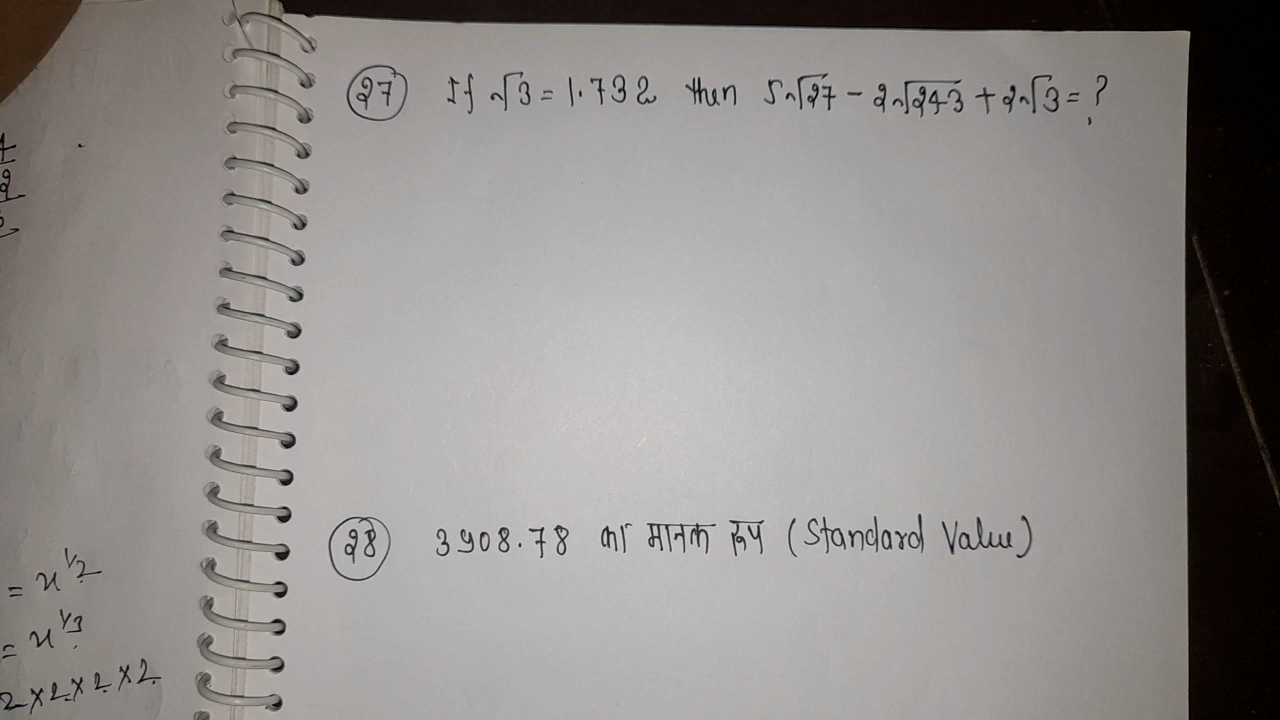 27 If √3 = 1.732 then 5√27 - 2√243 + 2√3 = ?
28 3908.78 का मानक रूप (Standard Value)
= x^1/2
= x^1/3
2×2×2×2